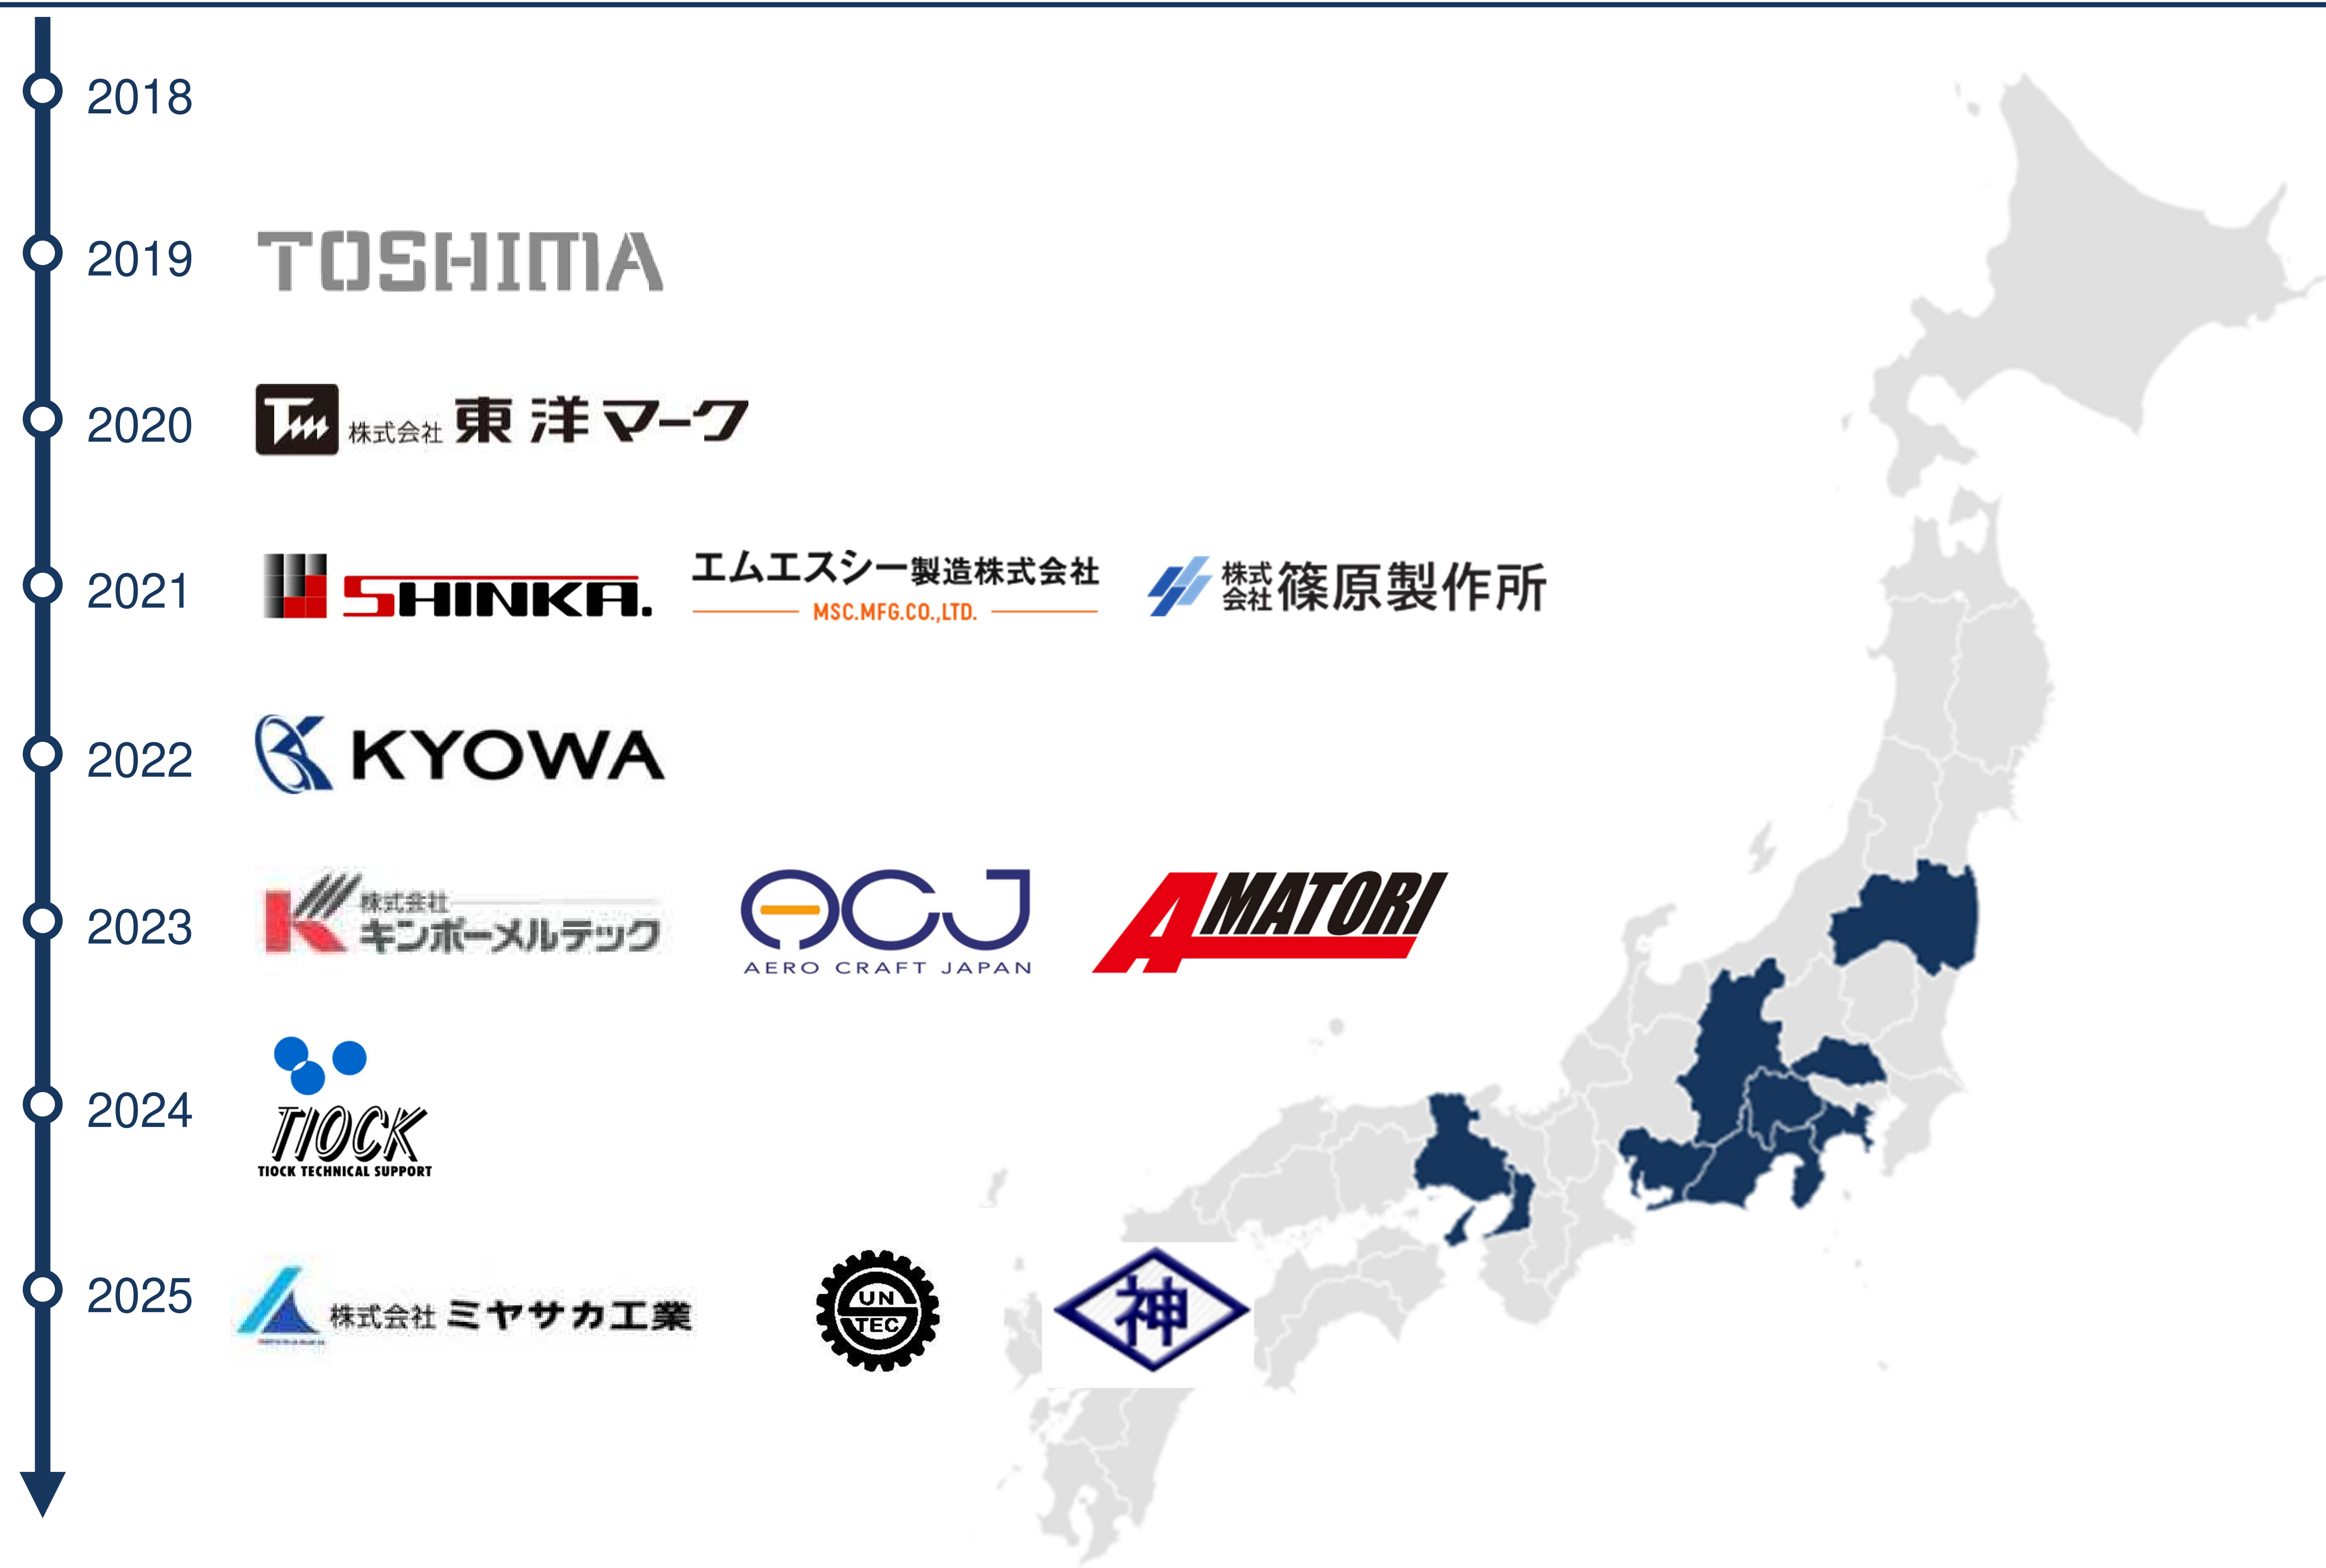 2018
2019
TOSHIMA
2020
Tm 株式会社 東洋マーク
2021
SHINKA.
エムエスシー製造株式会社
MSC.MFG.CO.,LTD.
株式会社 篠原製作所
2022
KYOWA
2023
株式会社
キンポーメルテック
ACJ
AERO CRAFT JAPAN
AMATORI
2024
TIOCK
TIOCK TECHNICAL SUPPORT
2025
株式会社 ミヤサカ工業
UN
TEC
神